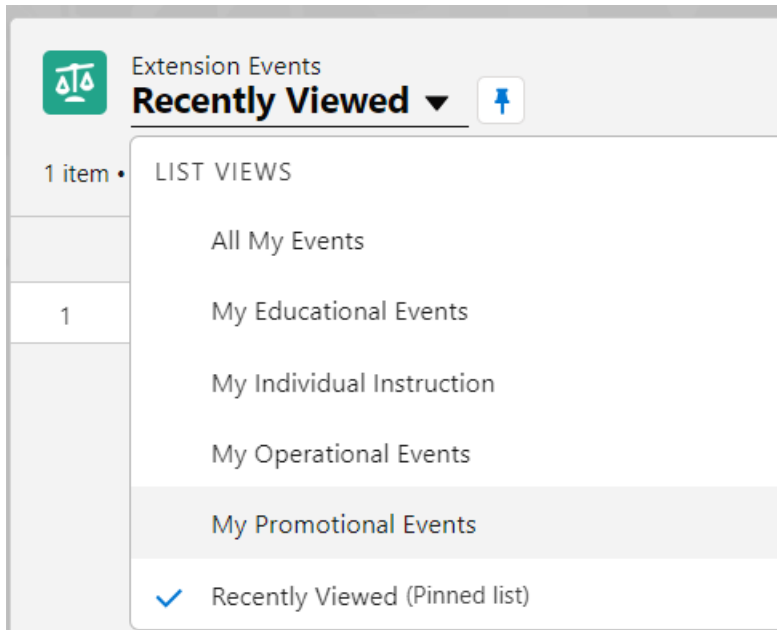 Extension Events
Recently Viewed
1 item •
LIST VIEWS
All My Events
1
My Educational Events
My Individual Instruction
My Operational Events
My Promotional Events
Recently Viewed (Pinned list)